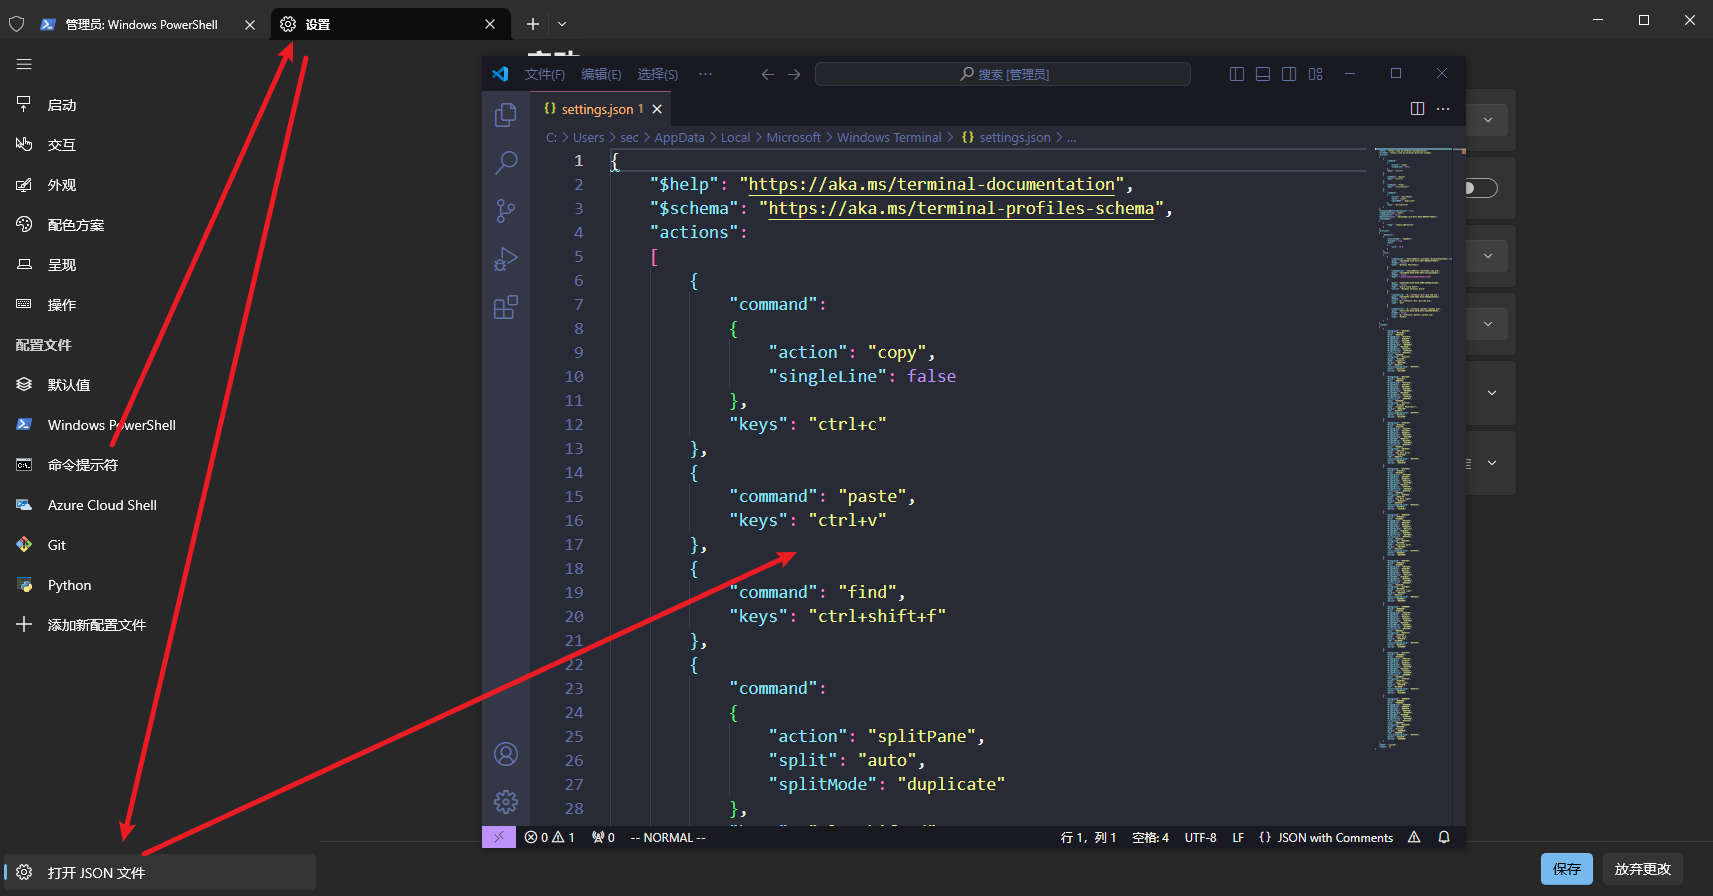 管理员: Windows PowerShell
设置
启动
交互
外观
配色方案
呈现
操作
配置文件
默认值
Windows PowerShell
命令提示符
Azure Cloud Shell
Git
Python
添加新配置文件
打开 JSON 文件
文件(F) 编辑(E) 选择(S) ···
搜索 [管理员]
{} settings.json 1
C: > Users > sec > AppData > Local > Microsoft > Windows Terminal > {} settings.json > ...
1 {
2 "$help": "https://aka.ms/terminal-documentation",
3 "$schema": "https://aka.ms/terminal-profiles-schema",
4 "actions":
5 [
6 {
7 "command":
8 {
9 "action": "copy",
10 "singleLine": false
11 },
12 "keys": "ctrl+c"
13 },
14 {
15 "command": "paste",
16 "keys": "ctrl+v"
17 },
18 {
19 "command": "find",
20 "keys": "ctrl+shift+f"
21 },
22 {
23 "command":
24 {
25 "action": "splitPane",
26 "split": "auto",
27 "splitMode": "duplicate"
28 },
0 1 0 -- NORMAL -- 行 1, 列 1 空格: 4 UTF-8 LF {} JSON with Comments
保存 放弃更改